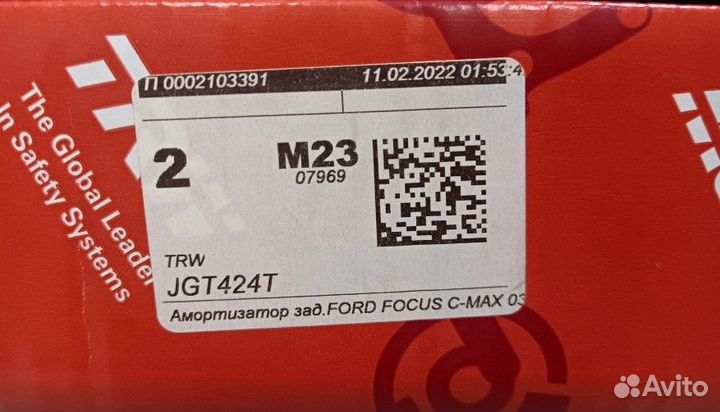 The Global Leader
In Safety Systems
П 0002103391 11.02.2022 01:53:4
2
M23
07969
TRW
JGT424T
Амортизатор зад.FORD FOCUS C-MAX 03
Avito